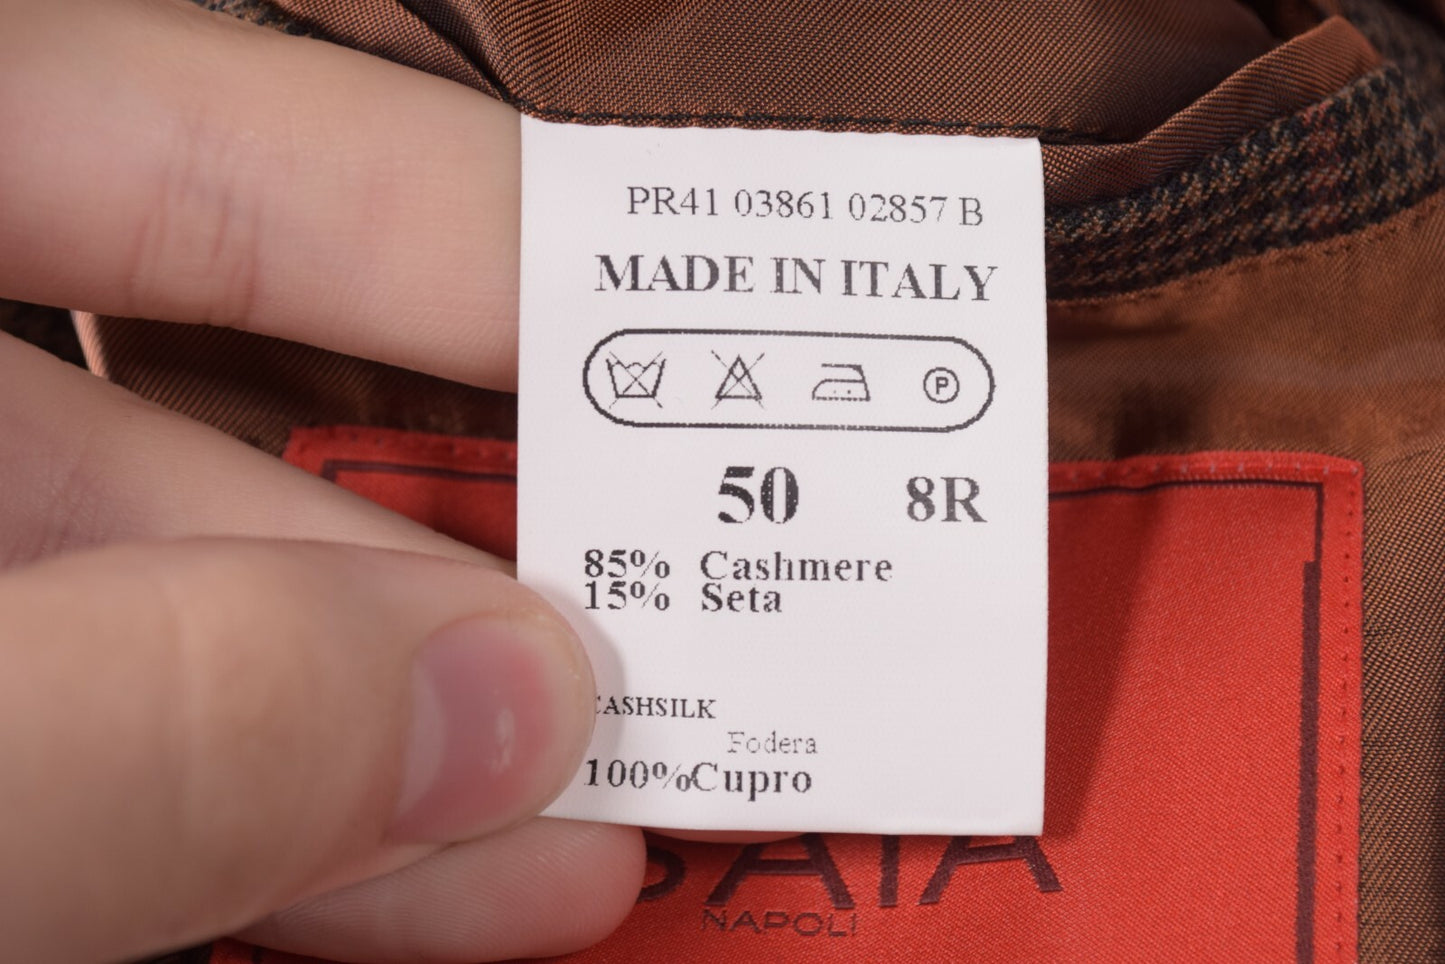 PR41 03861 02857 B
MADE IN ITALY
P
50 8R
85% Cashmere
15% Seta
CASHSILK
Fodera
100%Cupro
NAPOLI